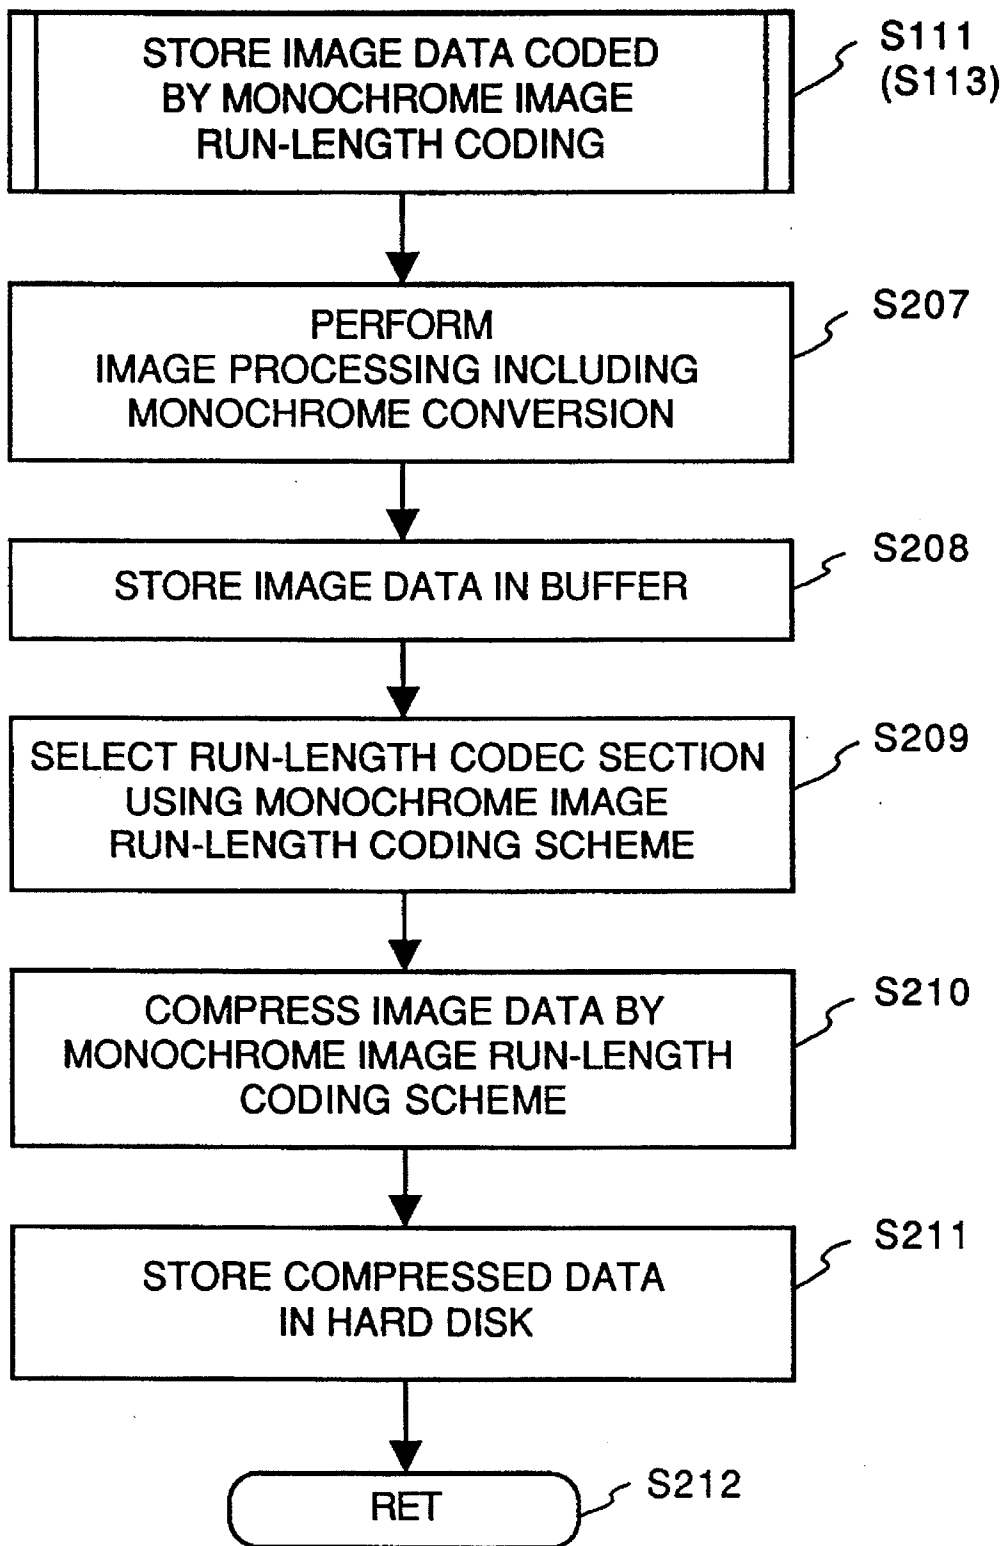 STORE IMAGE DATA CODED
BY MONOCHROME IMAGE
RUN-LENGTH CODING
S111
(S113)
PERFORM
IMAGE PROCESSING INCLUDING
MONOCHROME CONVERSION
S207
STORE IMAGE DATA IN BUFFER
S208
SELECT RUN-LENGTH CODEC SECTION
USING MONOCHROME IMAGE
RUN-LENGTH CODING SCHEME
S209
COMPRESS IMAGE DATA BY
MONOCHROME IMAGE RUN-LENGTH
CODING SCHEME
S210
STORE COMPRESSED DATA
IN HARD DISK
S211
RET
S212